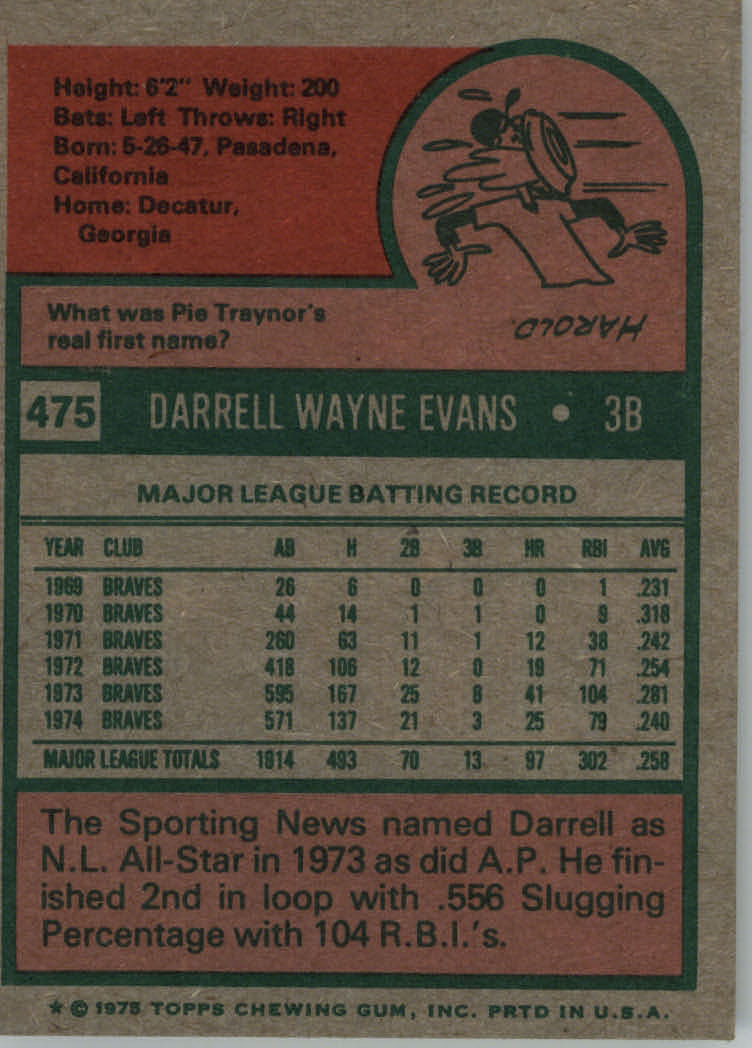 Height: 6'2" Weight: 200
Bats: Left Throws: Right
Born: 5-26-47, Pasadena,
California
Home: Decatur,
Georgia
What was Pie Traynor's
real first name?
HAROLD
475 DARRELL WAYNE EVANS • 3B
MAJOR LEAGUE BATTING RECORD
YEAR CLUB AB H 2B 3B HR RBI AVG
1969 BRAVES 26 6 0 0 0 1 .231
1970 BRAVES 44 14 1 1 0 9 .318
1971 BRAVES 260 63 11 1 12 38 .242
1972 BRAVES 418 106 12 0 19 71 .254
1973 BRAVES 595 167 25 8 41 104 .281
1974 BRAVES 571 137 21 3 25 79 .240
MAJOR LEAGUE TOTALS 1914 493 70 13 97 302 .258
The Sporting News named Darrell as
N.L. All-Star in 1973 as did A.P. He fin-
ished 2nd in loop with .556 Slugging
Percentage with 104 R.B.I.'s.
★ © 1975 TOPPS CHEWING GUM, INC. PRTD IN U.S.A.